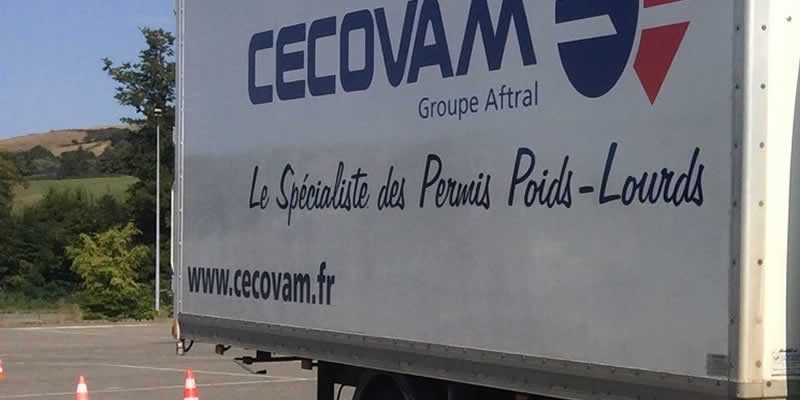 CECOVAM
Groupe Aftral
Le Spécialiste des Permis Poids-Lourds
www.cecovam.fr